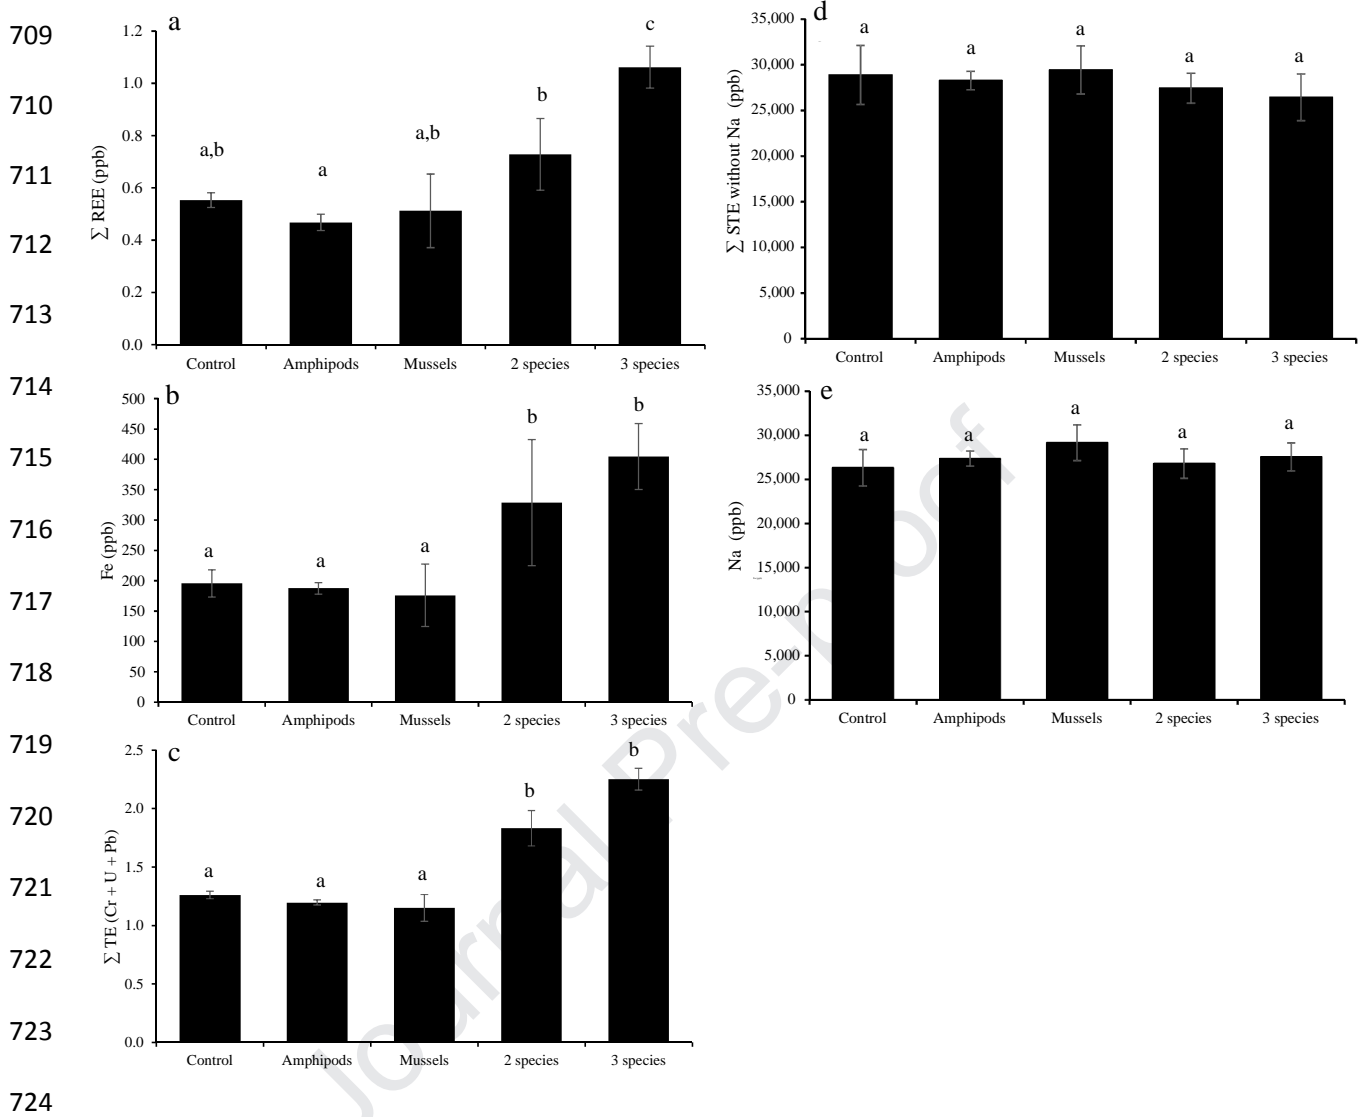 709
710
711
712
713
714
715
716
717
718
719
720
721
722
723
724
a
∑ REE (ppb)
1.2
1.0
0.8
0.6
0.4
0.2
0.0
a,b
a
a,b
b
c
Control Amphipods Mussels 2 species 3 species
b
Fe (ppb)
500
450
400
350
300
250
200
150
100
50
0
a
a
a
b
b
Control Amphipods Mussels 2 species 3 species
c
∑ TE (Cr + U + Pb)
2.5
2.0
1.5
1.0
0.5
0.0
a
a
a
b
b
Control Amphipods Mussels 2 species 3 species
d
∑ STE without Na (ppb)
35,000
30,000
25,000
20,000
15,000
10,000
5,000
0
a
a
a
a
a
Control Amphipods Mussels 2 species 3 species
e
Na (ppb)
35,000
30,000
25,000
20,000
15,000
10,000
5,000
0
a
a
a
a
a
Control Amphipods Mussels 2 species 3 species
Journal Pre-proof